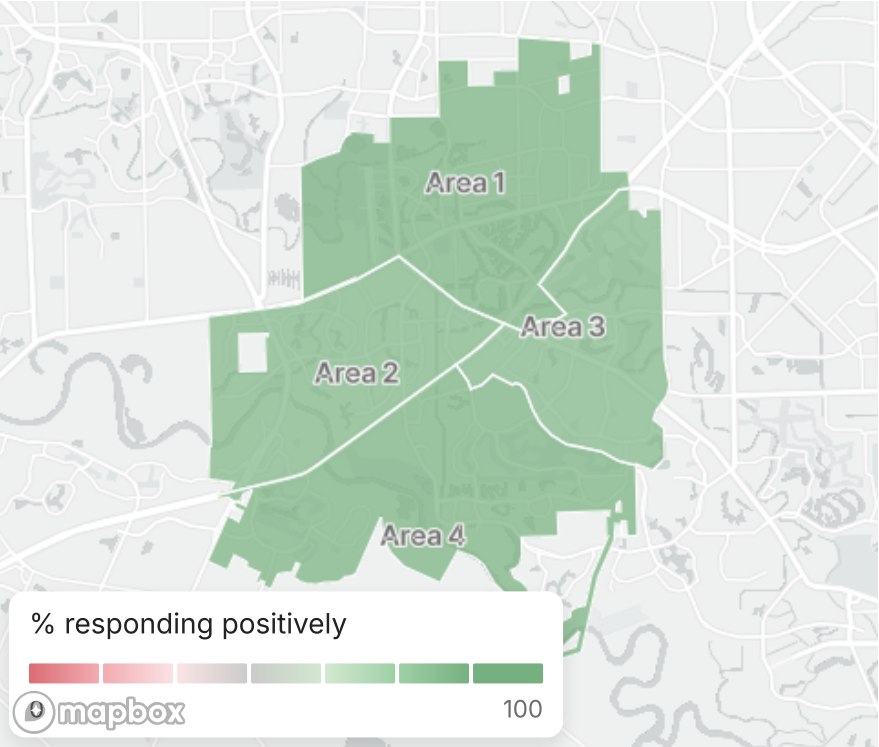 Area 1
Area 3
Area 2
Area 4
% responding positively
0
100
mapbox